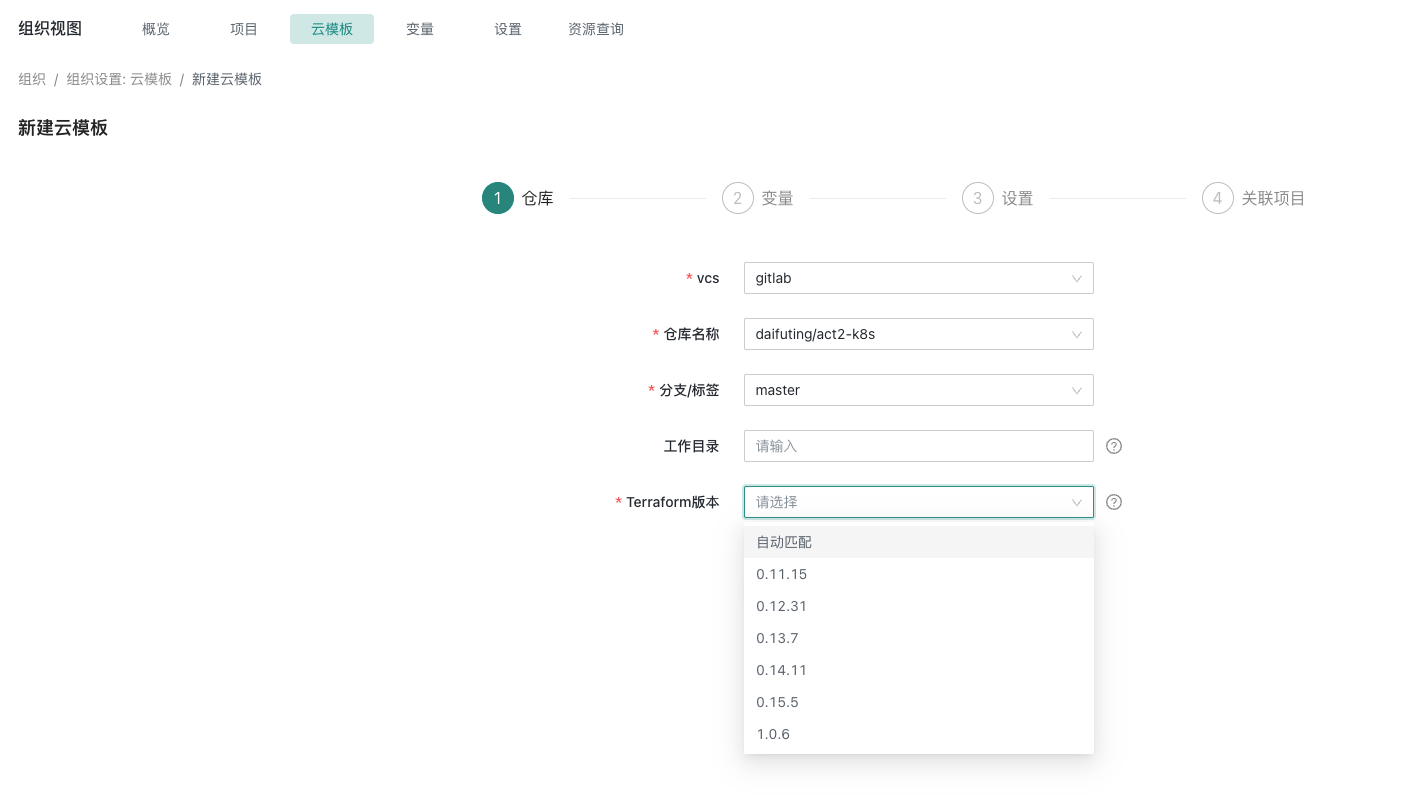 组织视图 概览 项目 云模板 变量 设置 资源查询
组织 / 组织设置: 云模板 / 新建云模板
新建云模板
1 仓库 2 变量 3 设置 4 关联项目
* vcs gitlab
* 仓库名称 daifuting/act2-k8s
* 分支/标签 master
工作目录 请输入
* Terraform版本 请选择
自动匹配
0.11.15
0.12.31
0.13.7
0.14.11
0.15.5
1.0.6